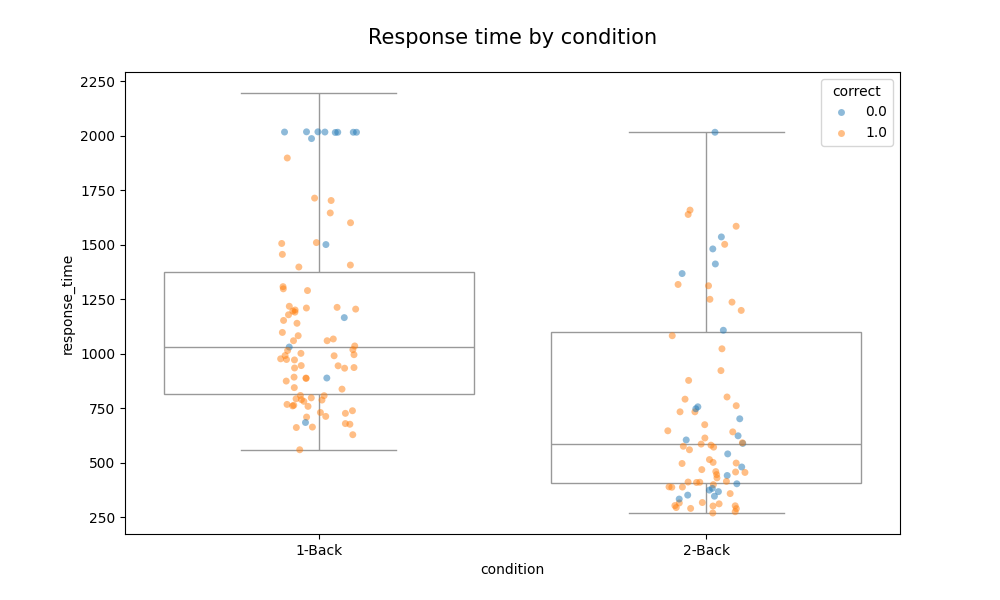 Response time by condition
correct
0.0
1.0
response_time
2250
2000
1750
1500
1250
1000
750
500
250
1-Back
2-Back
condition